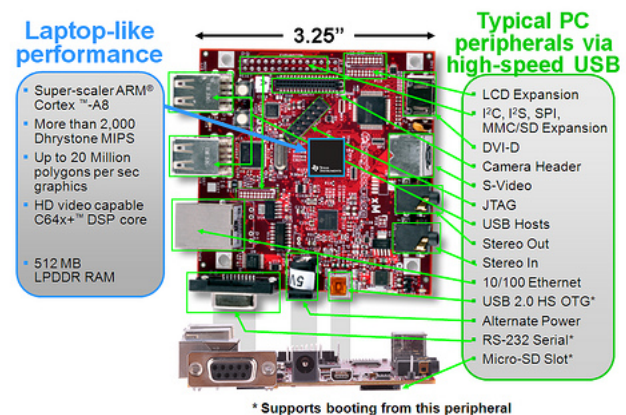 Laptop-like
performance
Super-scaler ARM®
Cortex ™-A8
More than 2,000
Dhrystone MIPS
Up to 20 Million
polygons per sec
graphics
HD video capable
C64x+™ DSP core
512 MB
LPDDR RAM
3.25”
Typical PC
peripherals via
high-speed USB
LCD Expansion
I²C, I²S, SPI,
MMC/SD Expansion
DVI-D
Camera Header
S-Video
JTAG
USB Hosts
Stereo Out
Stereo In
10/100 Ethernet
USB 2.0 HS OTG*
Alternate Power
RS-232 Serial*
Micro-SD Slot*
5V
xM
* Supports booting from this peripheral